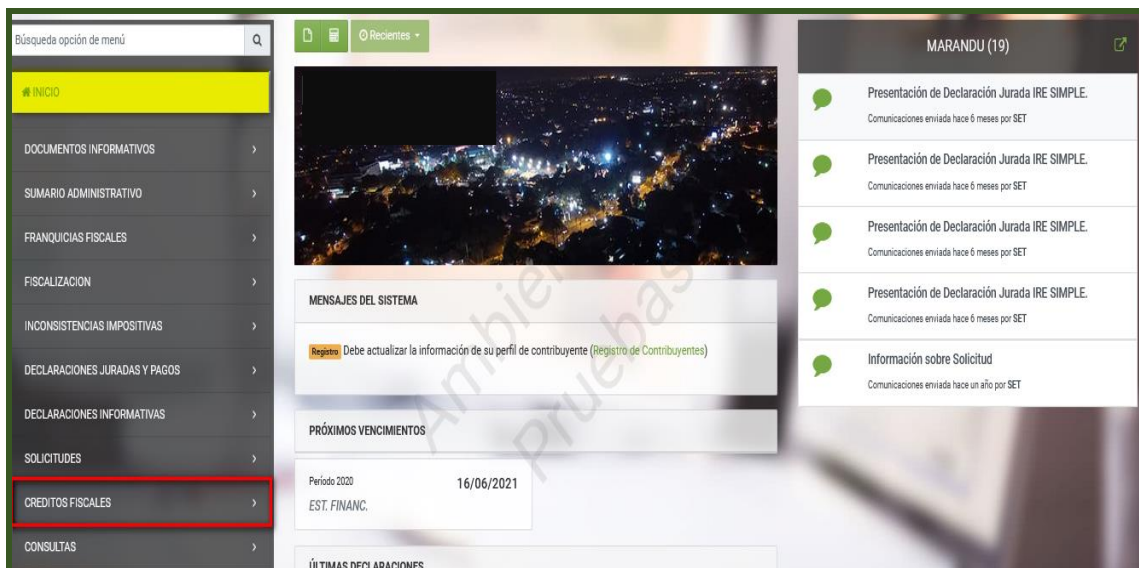 Búsqueda opción de menú
INICIO
DOCUMENTOS INFORMATIVOS
SUMARIO ADMINISTRATIVO
FRANQUICIAS FISCALES
FISCALIZACION
INCONSISTENCIAS IMPOSITIVAS
DECLARACIONES JURADAS Y PAGOS
DECLARACIONES INFORMATIVAS
SOLICITUDES
CREDITOS FISCALES
CONSULTAS
Recientes
MENSAJES DEL SISTEMA
Registro Debe actualizar la información de su perfil de contribuyente (Registro de Contribuyentes)
PRÓXIMOS VENCIMIENTOS
Periodo 2020 16/06/2021
EST. FINANC.
ÚLTIMAS DECLARACIONES
Pruebas
MARANDU (19)
Presentación de Declaración Jurada IRE SIMPLE.
Comunicaciones enviada hace 6 meses por SET
Presentación de Declaración Jurada IRE SIMPLE.
Comunicaciones enviada hace 6 meses por SET
Presentación de Declaración Jurada IRE SIMPLE.
Comunicaciones enviada hace 6 meses por SET
Presentación de Declaración Jurada IRE SIMPLE.
Comunicaciones enviada hace 6 meses por SET
Información sobre Solicitud
Comunicaciones enviada hace un año por SET